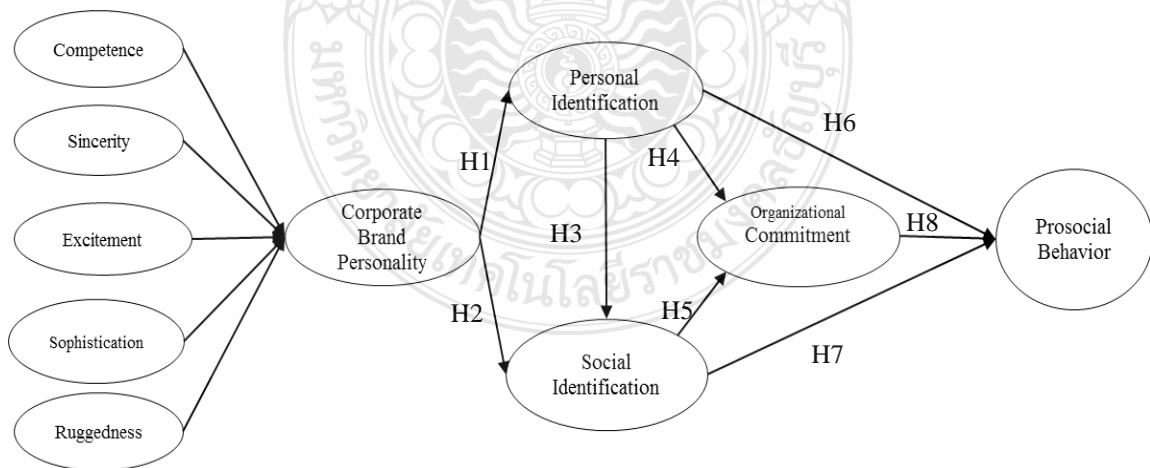 Competence
Sincerity
Excitement
Sophistication
Ruggedness
Corporate
Brand
Personality
H1
H2
Personal
Identification
H3
Social
Identification
H4
H5
Organizational
Commitment
H6
H8
H7
Prosocial
Behavior